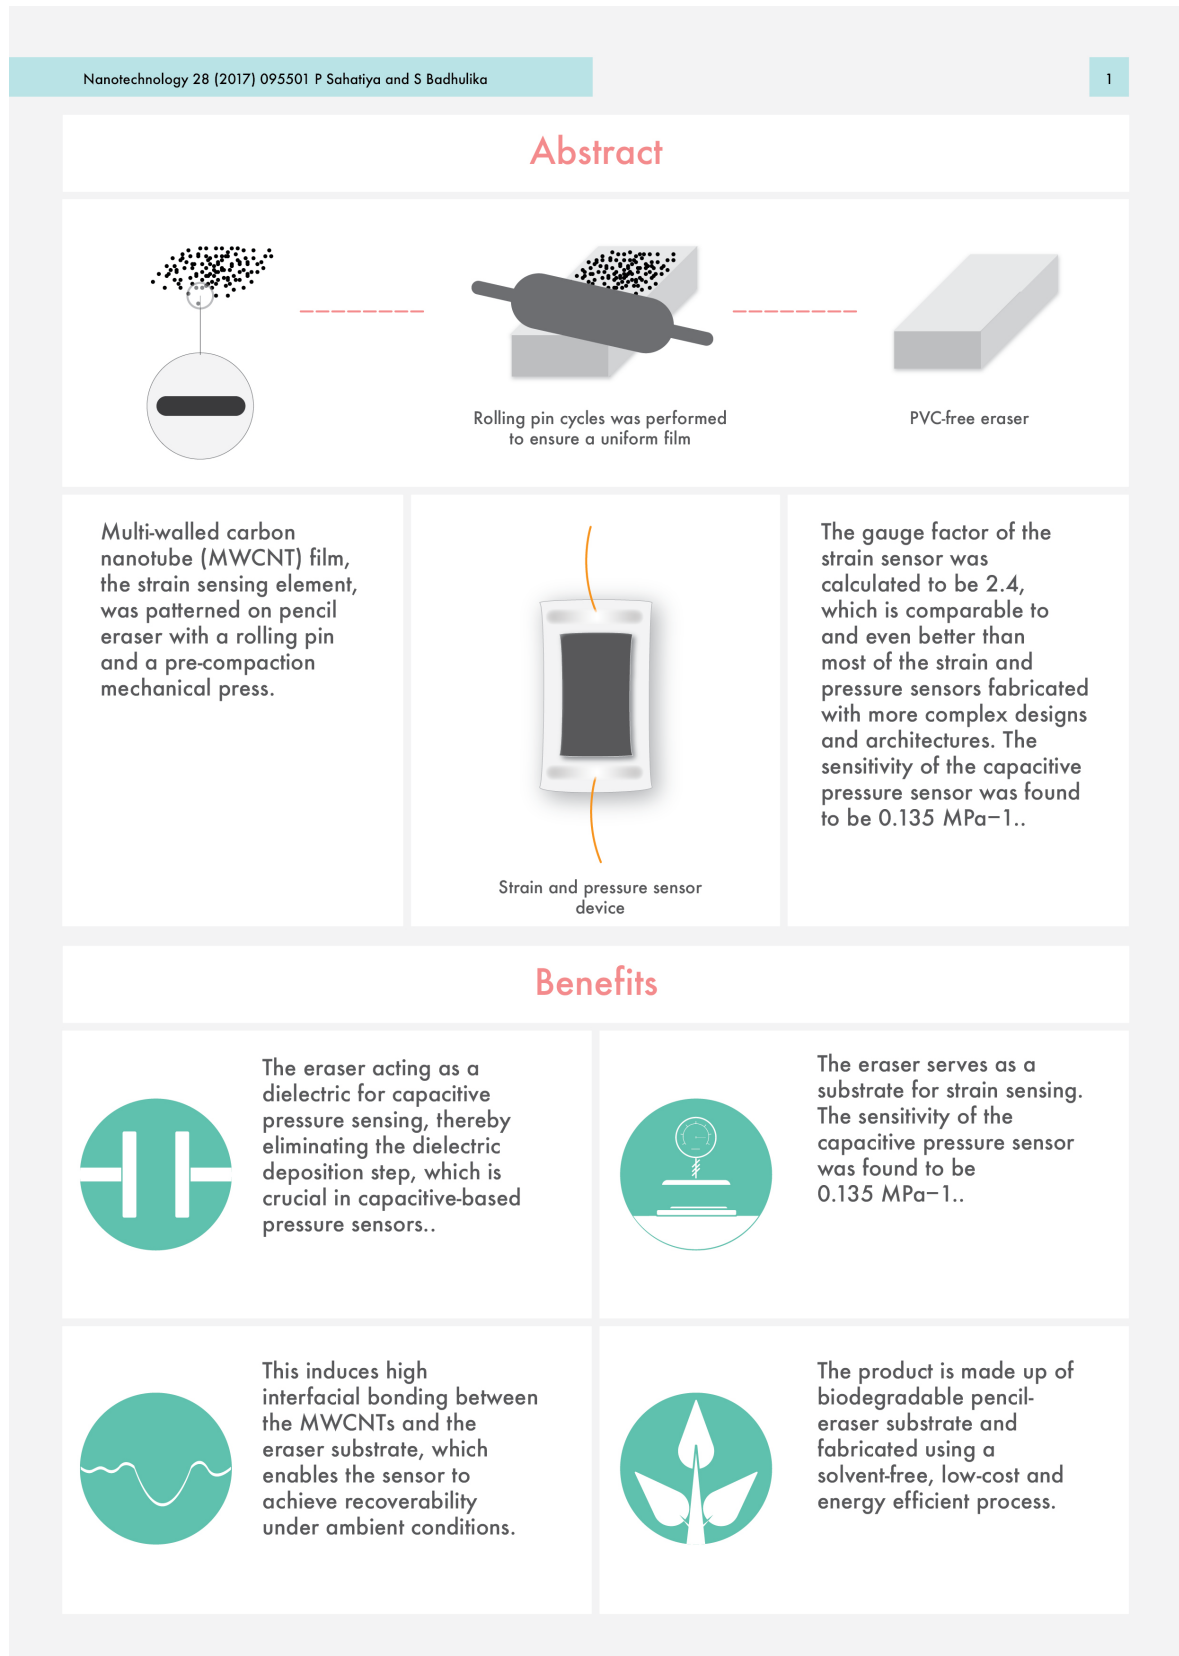 Nanotechnology 28 (2017) 095501 P Sahatiya and S Badhulika
1
Abstract
Rolling pin cycles was performed
to ensure a uniform film
PVC-free eraser
Multi-walled carbon
nanotube (MWCNT) film,
the strain sensing element,
was patterned on pencil
eraser with a rolling pin
and a pre-compaction
mechanical press.
Strain and pressure sensor
device
The gauge factor of the
strain sensor was
calculated to be 2.4,
which is comparable to
and even better than
most of the strain and
pressure sensors fabricated
with more complex designs
and architectures. The
sensitivity of the capacitive
pressure sensor was found
to be 0.135 MPa−1..
Benefits
The eraser acting as a
dielectric for capacitive
pressure sensing, thereby
eliminating the dielectric
deposition step, which is
crucial in capacitive-based
pressure sensors..
The eraser serves as a
substrate for strain sensing.
The sensitivity of the
capacitive pressure sensor
was found to be
0.135 MPa−1..
This induces high
interfacial bonding between
the MWCNTs and the
eraser substrate, which
enables the sensor to
achieve recoverability
under ambient conditions.
The product is made up of
biodegradable pencil-
eraser substrate and
fabricated using a
solvent-free, low-cost and
energy efficient process.